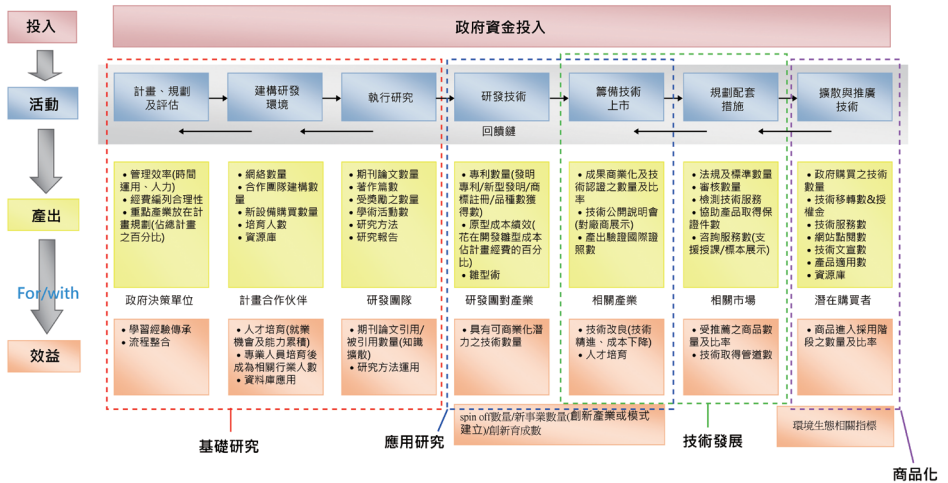 投入
政府資金投入
活動
計畫、規劃
及評估
建構研發
環境
執行研究
研發技術
籌備技術
上市
規劃配套
措施
擴散與推廣
技術
回饋鏈
產出
• 管理效率(時間
運用、人力)
• 經費編列合理性
• 重點產業放在計
畫規劃(佔總計畫
之百分比)
• 網絡數量
• 合作團隊建構數
量
• 新設備購買數量
• 培育人數
• 資源庫
• 期刊論文數量
• 著作篇數
• 受獎勵之數量
• 學術活動數
• 研究方法
• 研究報告
• 專利數量(發明
專利/新型發明/商
標註冊/品種數獲
得數)
• 原型成本績效(
花在開發雛型成本
佔計畫經費的百分
比)
• 雛型術
• 成果商業化及技
術認證之數量及比
率
• 技術公開說明會
(對廠商展示)
• 產出驗證國際證
照數
• 法規及標準數量
• 審核數量
• 檢測技術服務
• 協助產品取得保
證件數
• 咨詢服務數(支
援授課/標本展示)
• 政府購買之技術
數量
• 技術移轉數&授
權金
• 技術服務數
• 網站點閱數
• 技術文宣數
• 產品適用數
• 資源庫
For/with
政府決策單位
計畫合作伙伴
研發團隊
研發團對產業
相關產業
相關市場
潛在購買者
效益
• 學習經驗傳承
• 流程整合
• 人才培育(就業
機會及能力累積)
• 專業人員培育後
成為相關行業人數
• 資料庫應用
• 期刊論文引用/
被引用數量(知識
擴散)
• 研究方法運用
• 具有可商業化潛
力之技術數量
• 技術改良(技術
精進、成本下降)
• 人才培育
• 受推薦之商品數
量及比率
• 技術取得管道數
• 商品進入採用階
段之數量及比率
spin off數量/新事業數量(創新產業或模式
建立)/創新育成數
環境生態相關指標
基礎研究
應用研究
技術發展
商品化